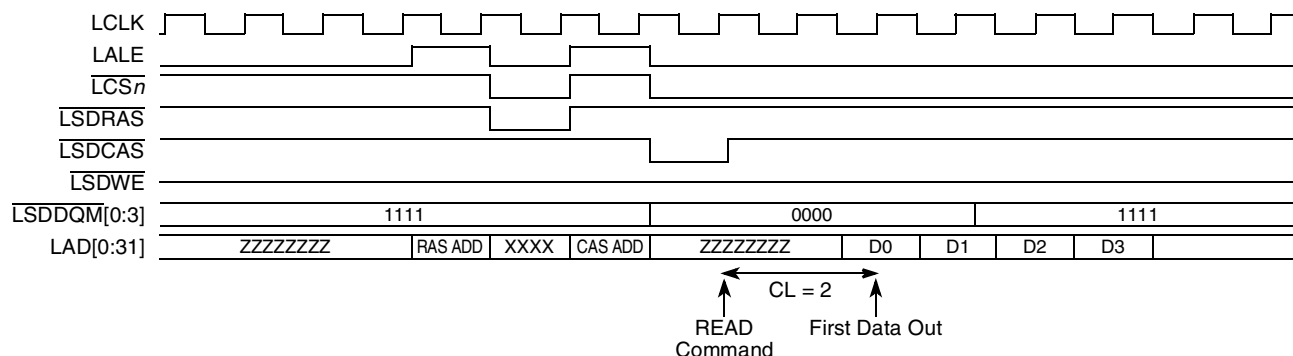 LCLK
LALE
LCSn
LSDRAS
LSDCAS
LSDWE
LSDDQM[0:3] 1111 0000 1111
LAD[0:31] ZZZZZZZZ RAS ADD XXXX CAS ADD ZZZZZZZZ D0 D1 D2 D3
CL = 2
READ First Data Out
Command